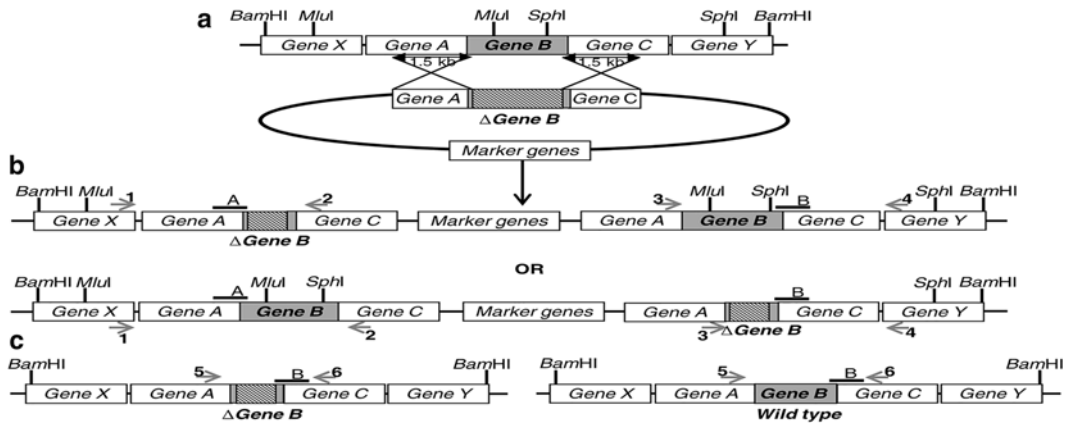 a
BamHI MluI MluI SphI SphI BamHI
Gene X Gene A Gene B Gene C Gene Y
1.5 kb 1.5 kb
Gene A Gene C
ΔGene B
Marker genes
b
BamHI MluI 1 A 2 3 MluI SphI B 4 SphI BamHI
Gene X Gene A Gene C Marker genes Gene A Gene B Gene C Gene Y
ΔGene B
OR
BamHI MluI A MluI SphI B SphI BamHI
Gene X Gene A Gene B Gene C Marker genes Gene A Gene C Gene Y
1 2 3 ΔGene B 4
c
BamHI 5 B 6 BamHI BamHI 5 B 6 BamHI
Gene X Gene A Gene C Gene Y Gene X Gene A Gene B Gene C Gene Y
ΔGene B Wild type